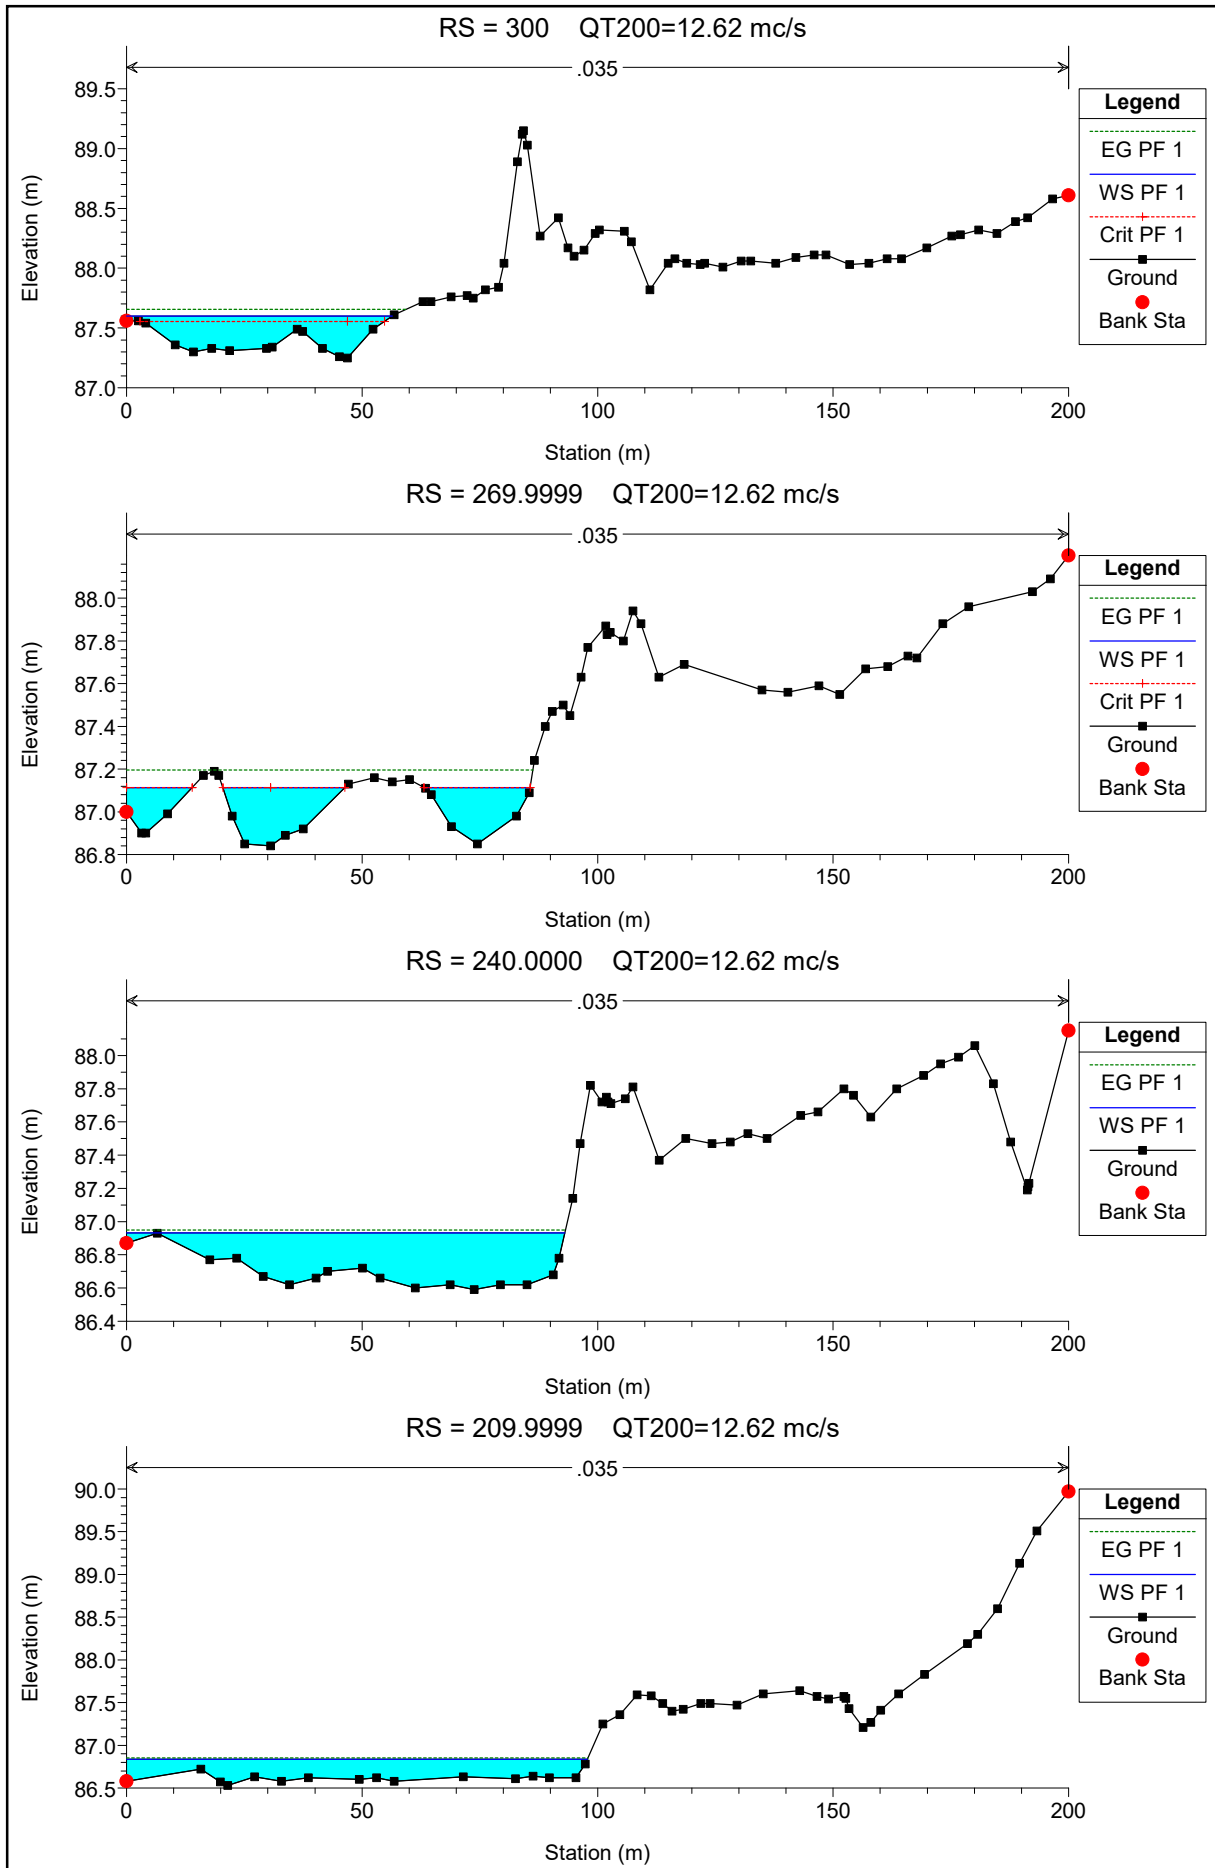 RS = 300 QT200=12.62 mc/s
.035
Legend
EG PF 1
WS PF 1
Crit PF 1
Ground
Bank Sta
Elevation (m)
89.5
89.0
88.5
88.0
87.5
87.0
0 50 100 150 200
Station (m)
RS = 269.9999 QT200=12.62 mc/s
.035
Legend
EG PF 1
WS PF 1
Crit PF 1
Ground
Bank Sta
Elevation (m)
88.0
87.8
87.6
87.4
87.2
87.0
86.8
0 50 100 150 200
Station (m)
RS = 240.0000 QT200=12.62 mc/s
.035
Legend
EG PF 1
WS PF 1
Ground
Bank Sta
Elevation (m)
88.0
87.8
87.6
87.4
87.2
87.0
86.8
86.6
86.4
0 50 100 150 200
Station (m)
RS = 209.9999 QT200=12.62 mc/s
.035
Legend
EG PF 1
WS PF 1
Ground
Bank Sta
Elevation (m)
90.0
89.5
89.0
88.5
88.0
87.5
87.0
86.5
0 50 100 150 200
Station (m)